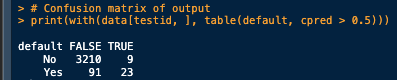 > # Confusion matrix of output
> print(with(data[testid, ], table(default, cpred > 0.5)))
default FALSE TRUE
No 3210 9
Yes 91 23